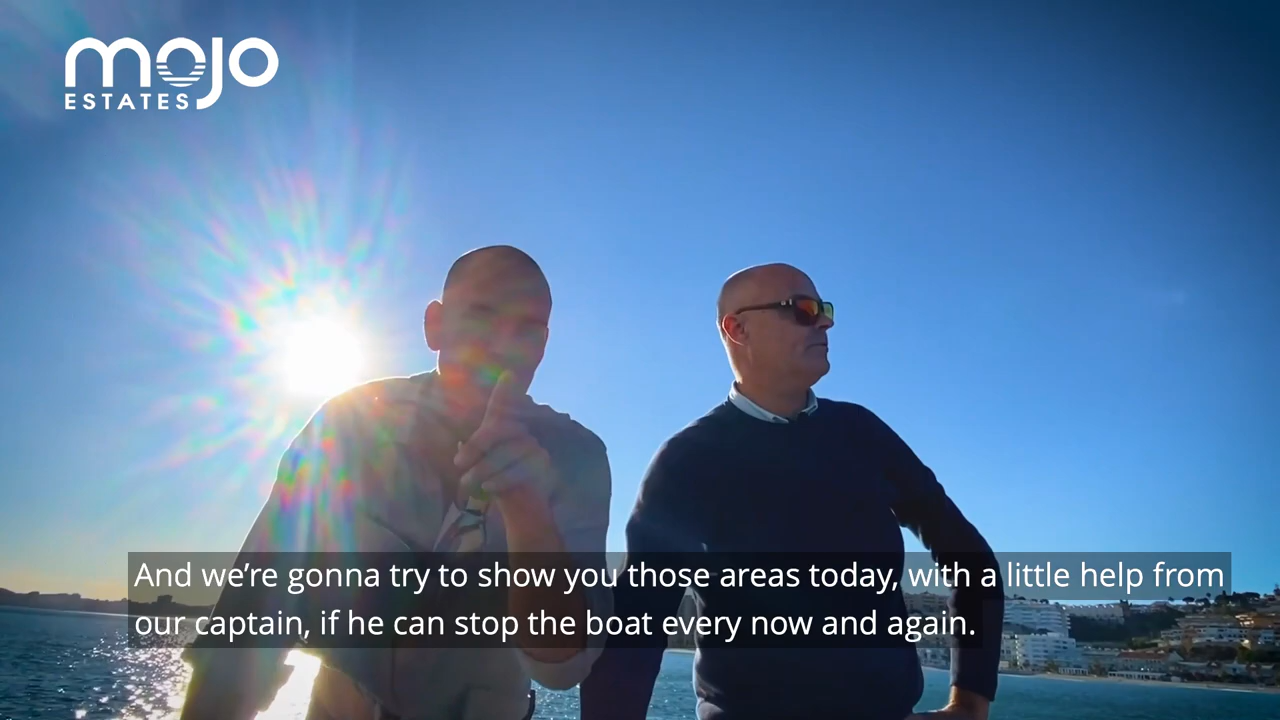 mojo
ESTATES
And we’re gonna try to show you those areas today, with a little help from
our captain, if he can stop the boat every now and again.